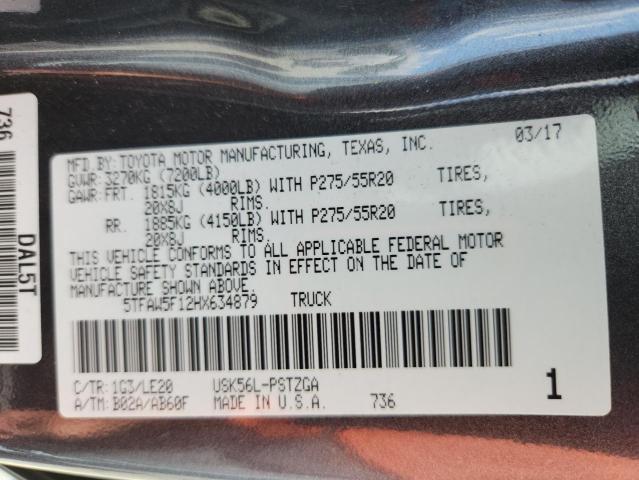 MFD BY: TOYOTA MOTOR MANUFACTURING, TEXAS, INC. 03/17
GVWR: 3270KG (7200LB)
GAWR: FRT. 1815KG (4000LB) WITH P275/55R20 TIRES,
20x8J RIMS.
RR. 1885KG (4150LB) WITH P275/55R20 TIRES,
20x8J RIMS.
THIS VEHICLE CONFORMS TO ALL APPLICABLE FEDERAL MOTOR
VEHICLE SAFETY STANDARDS IN EFFECT ON THE DATE OF
MANUFACTURE SHOWN ABOVE.
5TFAW5F12HX634879 TRUCK
C/TR: 1G3/LE20 USK56L-PSTZGA
A/TM: B02A/AB60F MADE IN U.S.A. 736 1
736
DAL5T